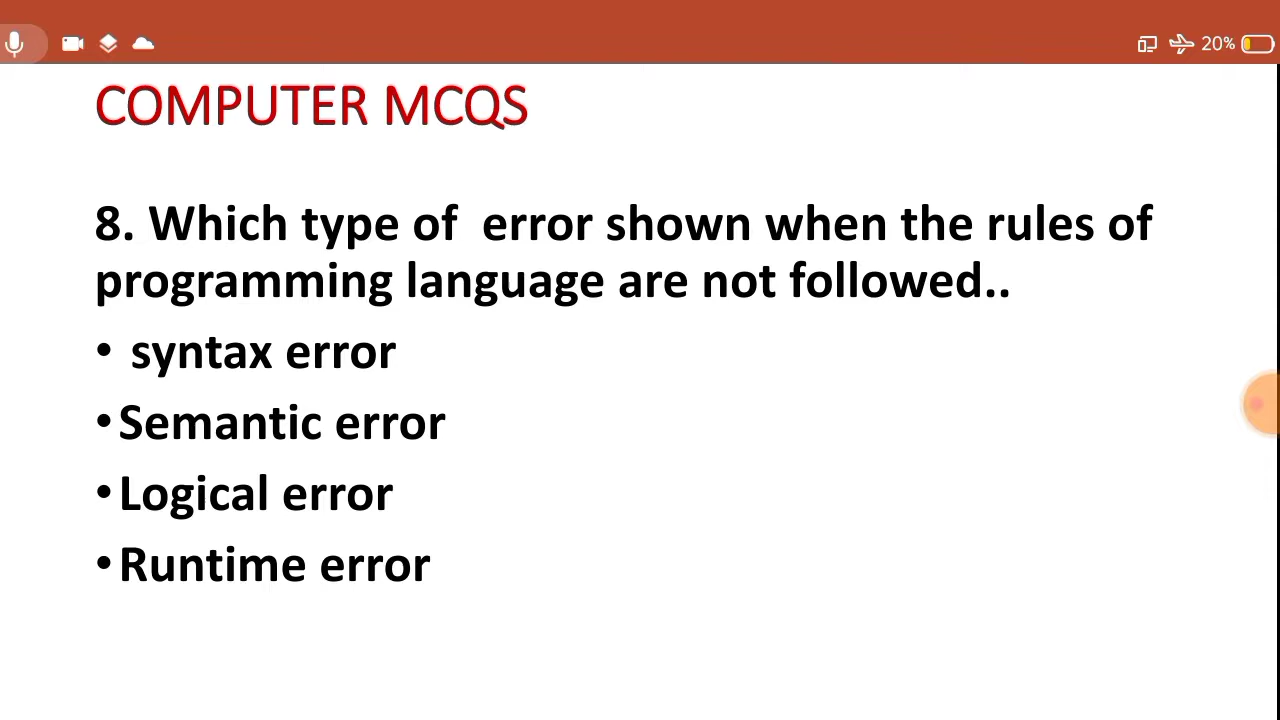 20%
COMPUTER MCQS
8. Which type of  error shown when the rules of
programming language are not followed..
• syntax error
• Semantic error
• Logical error
• Runtime error